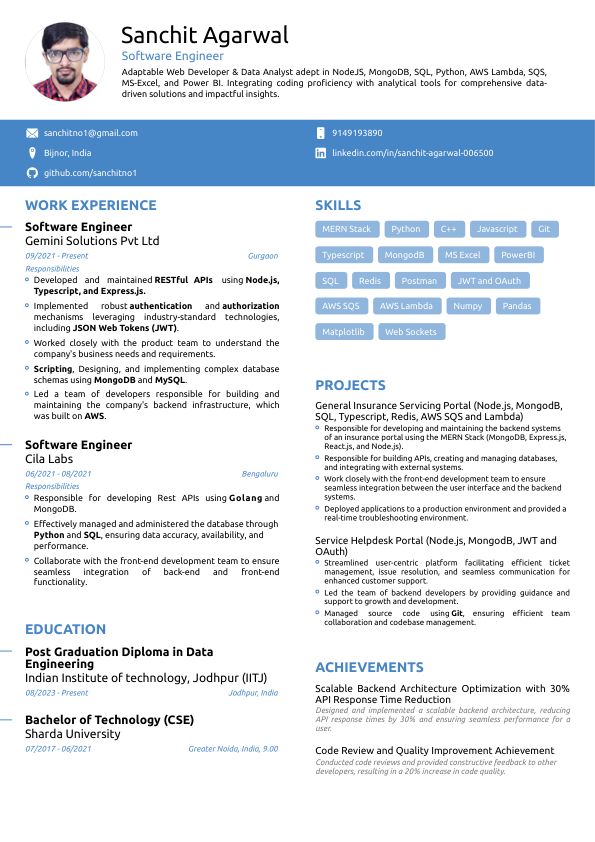 Sanchit Agarwal
Software Engineer
Adaptable Web Developer & Data Analyst adept in NodeJS, MongoDB, SQL, Python, AWS Lambda, SQS,
MS-Excel, and Power BI. Integrating coding proficiency with analytical tools for comprehensive data-
driven solutions and impactful insights.
sanchitno1@gmail.com
9149193890
Bijnor, India
linkedin.com/in/sanchit-agarwal-006500
github.com/sanchitno1
WORK EXPERIENCE
Software Engineer
Gemini Solutions Pvt Ltd
09/2021 - Present Gurgaon
Responsibilities
Developed and maintained RESTful APIs using Node.js,
Typescript, and Express.js.
Implemented robust authentication and authorization
mechanisms leveraging industry-standard technologies,
including JSON Web Tokens (JWT).
Worked closely with the product team to understand the
company's business needs and requirements.
Scripting, Designing, and implementing complex database
schemas using MongoDB and MySQL.
Led a team of developers responsible for building and
maintaining the company's backend infrastructure, which
was built on AWS.
Software Engineer
Cila Labs
06/2021 - 08/2021 Bengaluru
Responsibilities
Responsible for developing Rest APIs using Golang and
MongoDB.
Effectively managed and administered the database through
Python and SQL, ensuring data accuracy, availability, and
performance.
Collaborate with the front-end development team to ensure
seamless integration of back-end and front-end
functionality.
EDUCATION
Post Graduation Diploma in Data
Engineering
Indian Institute of technology, Jodhpur (IITJ)
08/2023 - Present Jodhpur, India
Bachelor of Technology (CSE)
Sharda University
07/2017 - 06/2021 Greater Noida, India, 9.00
SKILLS
MERN Stack Python C++ Javascript Git
Typescript MongoDB MS Excel PowerBI
SQL Redis Postman JWT and OAuth
AWS SQS AWS Lambda Numpy Pandas
Matplotlib Web Sockets
PROJECTS
General Insurance Servicing Portal (Node.js, MongodB,
SQL, Typescript, Redis, AWS SQS and Lambda)
Responsible for developing and maintaining the backend systems
of an insurance portal using the MERN Stack (MongoDB, Express.js,
React.js, and Node.js).
Responsible for building APIs, creating and managing databases,
and integrating with external systems.
Work closely with the front-end development team to ensure
seamless integration between the user interface and the backend
systems.
Deployed applications to a production environment and provided a
real-time troubleshooting environment.
Service Helpdesk Portal (Node.js, MongodB, JWT and
OAuth)
Streamlined user-centric platform facilitating efficient ticket
management, issue resolution, and seamless communication for
enhanced customer support.
Led the team of backend developers by providing guidance and
support to growth and development.
Managed source code using Git, ensuring efficient team
collaboration and codebase management.
ACHIEVEMENTS
Scalable Backend Architecture Optimization with 30%
API Response Time Reduction
Designed and implemented a scalable backend architecture, reducing
API response times by 30% and ensuring seamless performance for a
user.
Code Review and Quality Improvement Achievement
Conducted code reviews and provided constructive feedback to other
developers, resulting in a 20% increase in code quality.